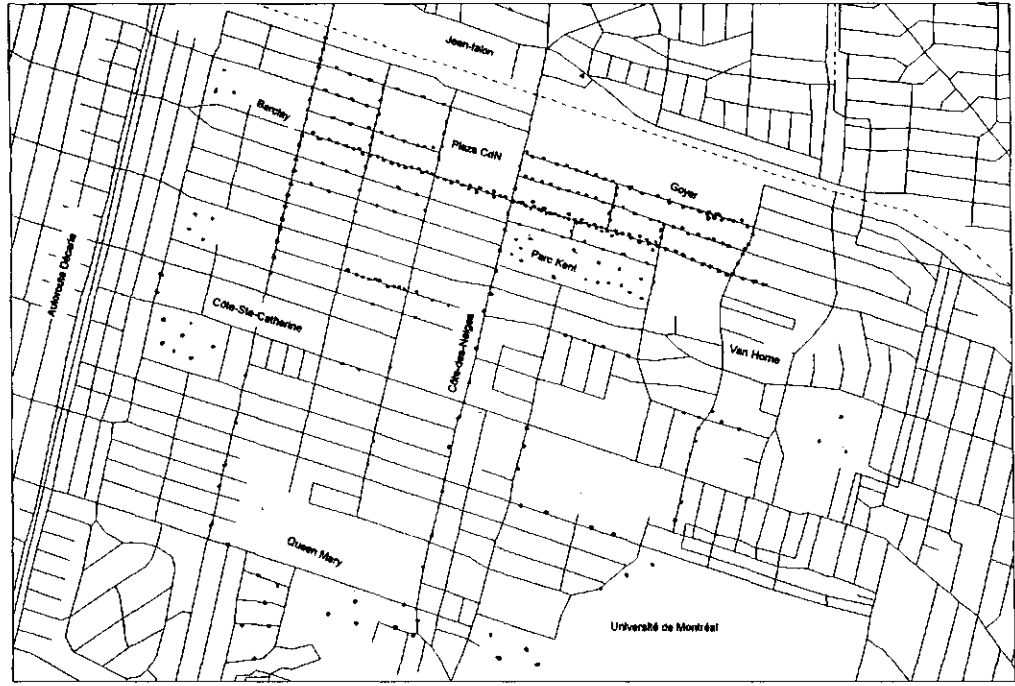 Jean-talon
Barclay
Plaza CdN
Goyer
Autoroute Décarie
Parc Kent
Côte-Ste-Catherine
Côte-des-Neiges
Van Horne
Queen Mary
Université de Montréal